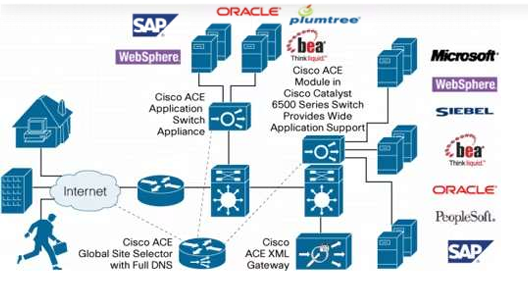 SAP
ORACLE
plumtree
WebSphere.
bea
Think liquid.
Cisco ACE
Application
Switch
Appliance
Cisco ACE
Module in
Cisco Catalyst
6500 Series Switch
Provides Wide
Application Support
Microsoft
WebSphere.
SIEBEL
bea
Think liquid.
ORACLE
PeopleSoft.
SAP
Internet
Cisco ACE
Global Site Selector
with Full DNS
Cisco
ACE XML
Gateway